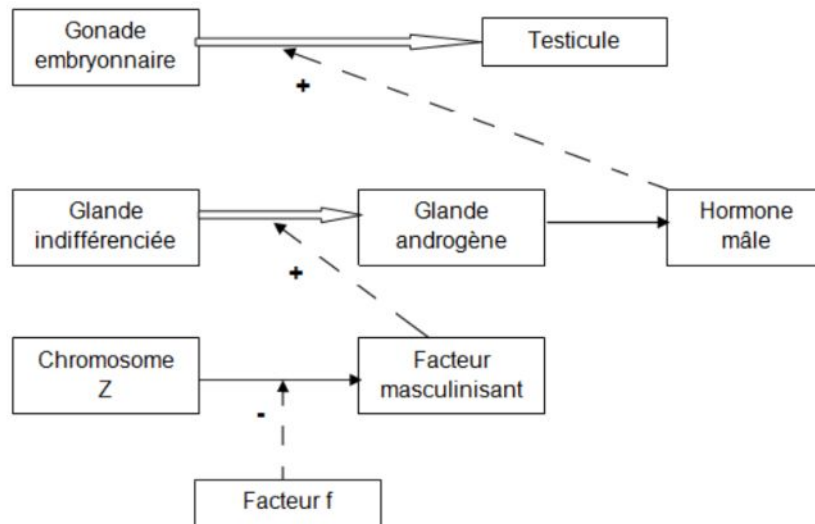 Gonade
embryonnaire
Testicule
+
Glande
indifférenciée
Glande
androgène
Hormone
mâle
+
Chromosome
Z
Facteur
masculinisant
-
Facteur f